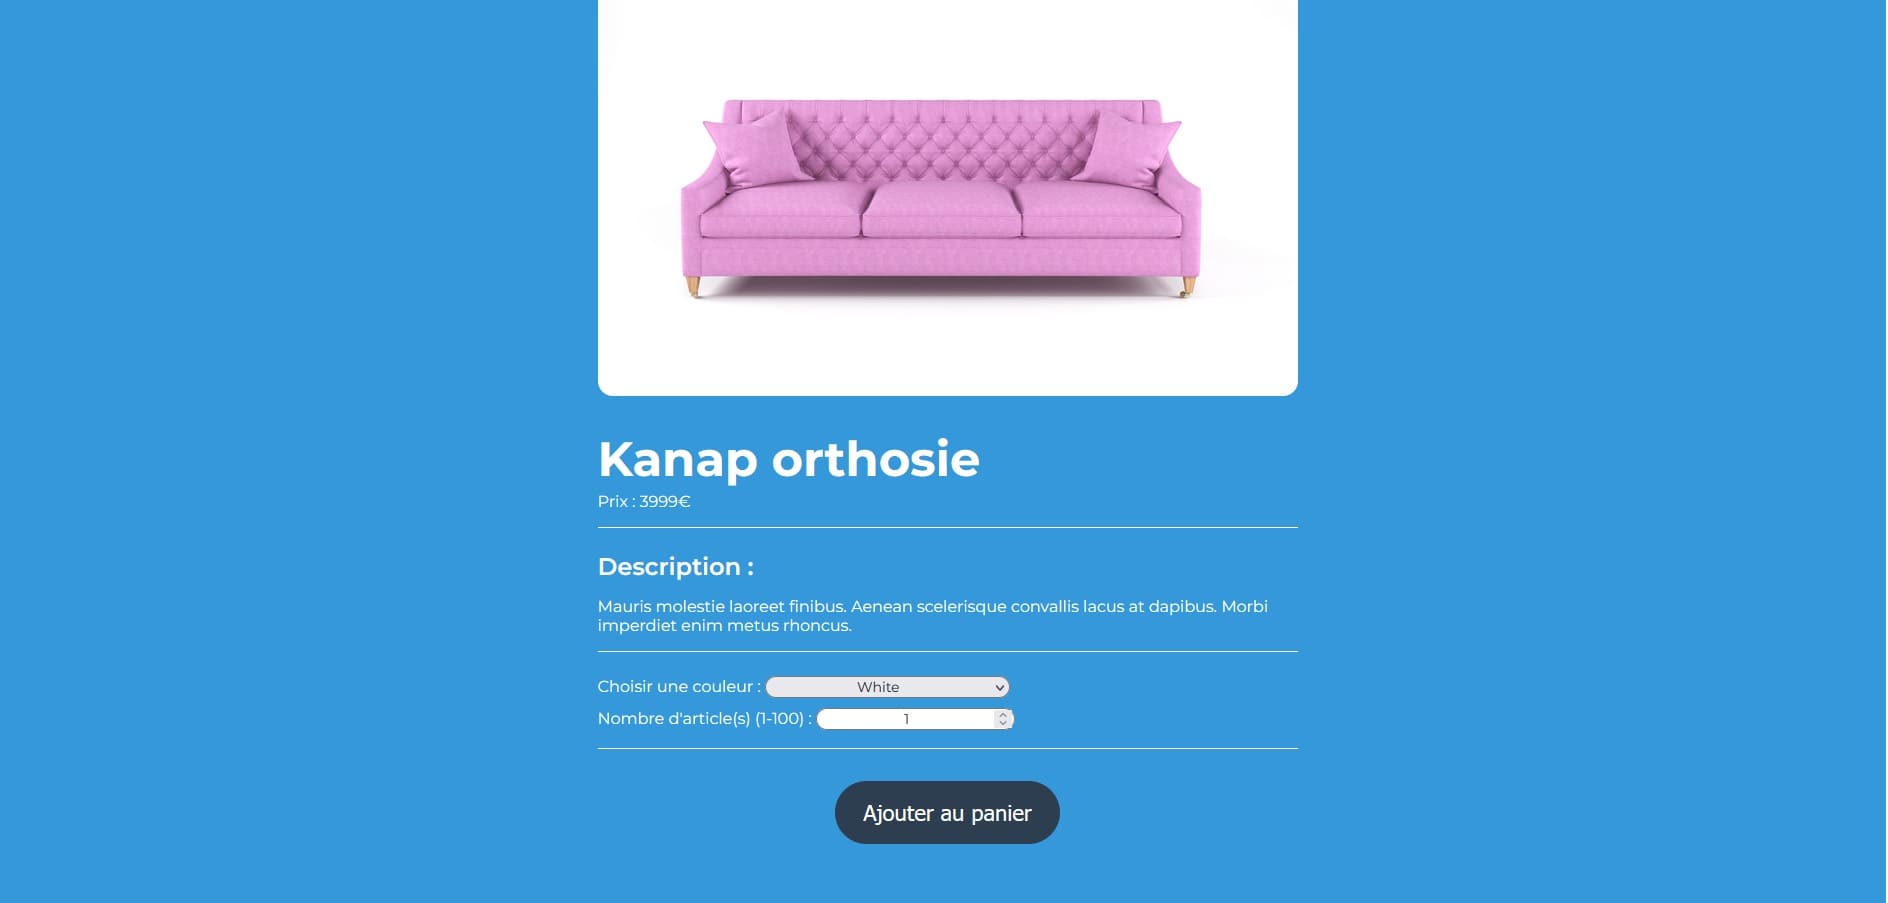 Kanap orthosie
Prix : 3999€
Description :
Mauris molestie laoreet finibus. Aenean scelerisque convallis lacus at dapibus. Morbi
imperdiet enim metus rhoncus.
Choisir une couleur : White
Nombre d'article(s) (1-100) : 1
Ajouter au panier